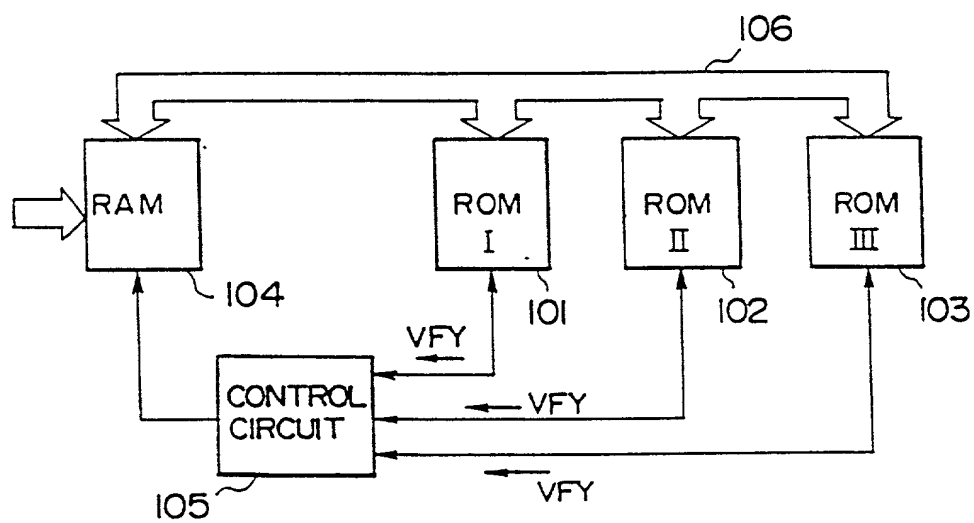 106
RAM
ROM
I
ROM
II
ROM
III
104
101
102
103
VFY
CONTROL
CIRCUIT
VFY
VFY
105